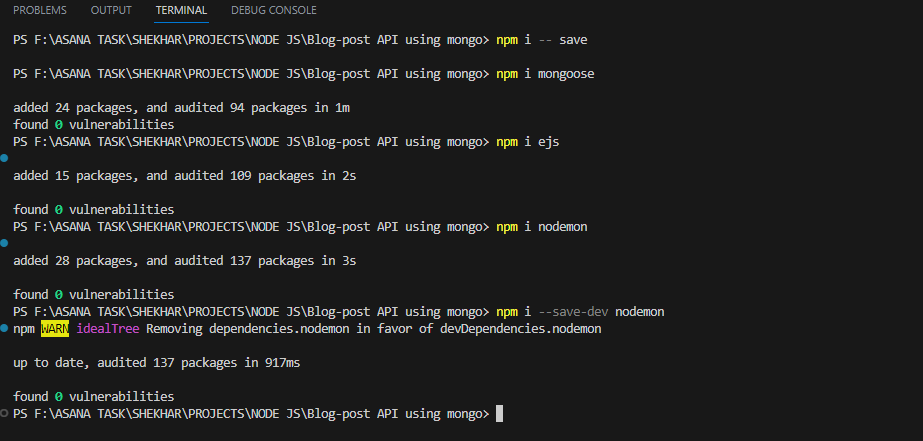 PROBLEMS OUTPUT TERMINAL DEBUG CONSOLE
PS F:\ASANA TASK\SHEKHAR\PROJECTS\NODE JS\Blog-post API using mongo> npm i -- save
PS F:\ASANA TASK\SHEKHAR\PROJECTS\NODE JS\Blog-post API using mongo> npm i mongoose
added 24 packages, and audited 94 packages in 1m
found 0 vulnerabilities
PS F:\ASANA TASK\SHEKHAR\PROJECTS\NODE JS\Blog-post API using mongo> npm i ejs
added 15 packages, and audited 109 packages in 2s
found 0 vulnerabilities
PS F:\ASANA TASK\SHEKHAR\PROJECTS\NODE JS\Blog-post API using mongo> npm i nodemon
added 28 packages, and audited 137 packages in 3s
found 0 vulnerabilities
PS F:\ASANA TASK\SHEKHAR\PROJECTS\NODE JS\Blog-post API using mongo> npm i --save-dev nodemon
npm WARN idealTree Removing dependencies.nodemon in favor of devDependencies.nodemon
up to date, audited 137 packages in 917ms
found 0 vulnerabilities
PS F:\ASANA TASK\SHEKHAR\PROJECTS\NODE JS\Blog-post API using mongo>